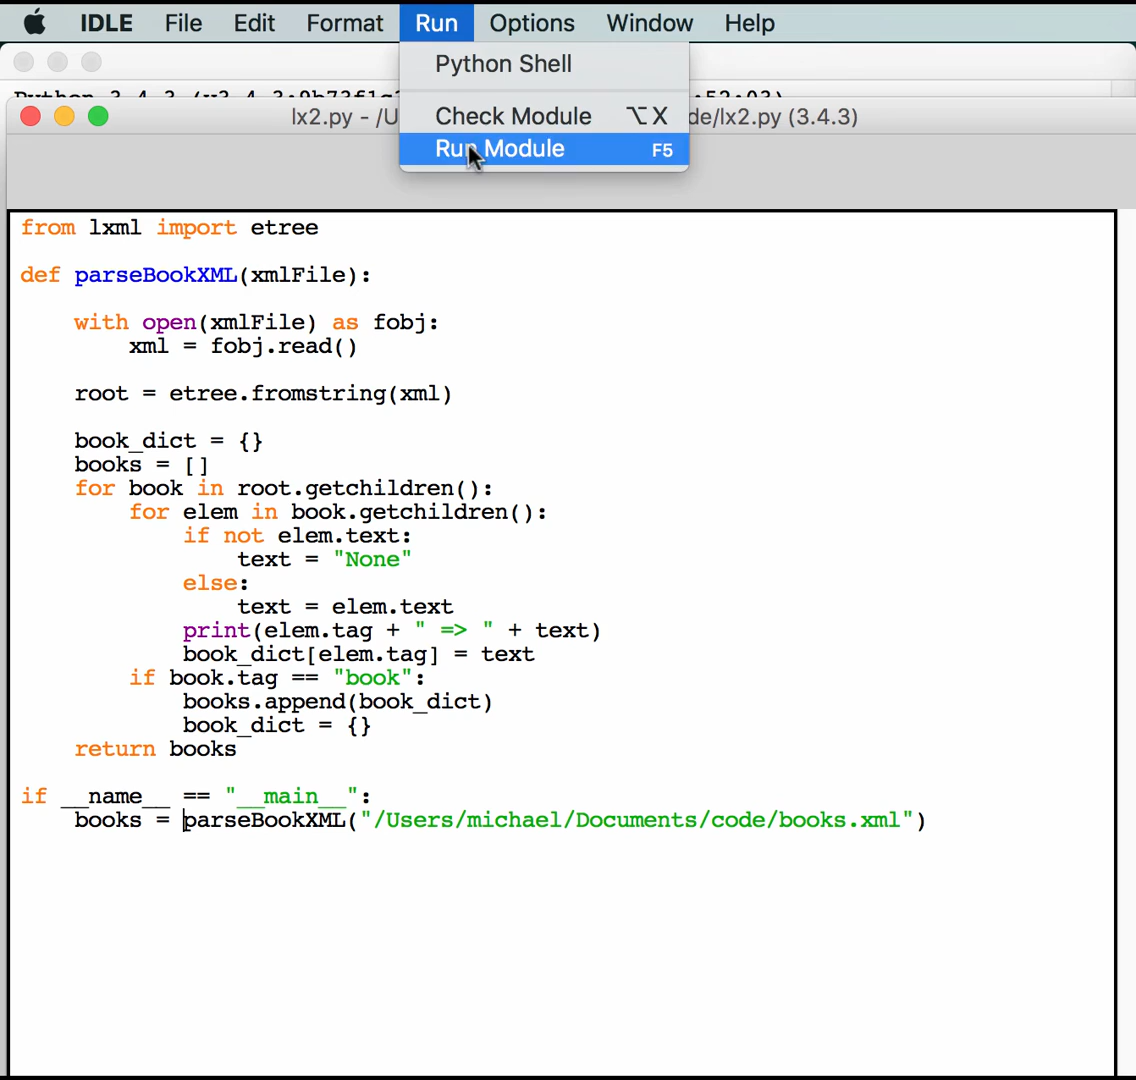 IDLE File Edit Format Run Options Window Help
Python Shell
Check Module ⌥X
Run Module F5
lx2.py - /U
de/lx2.py (3.4.3)
from lxml import etree
def parseBookXML(xmlFile):
    with open(xmlFile) as fobj:
        xml = fobj.read()
    root = etree.fromstring(xml)
    book_dict = {}
    books = []
    for book in root.getchildren():
        for elem in book.getchildren():
            if not elem.text:
                text = "None"
            else:
                text = elem.text
            print(elem.tag + " => " + text)
            book_dict[elem.tag] = text
        if book.tag == "book":
            books.append(book_dict)
            book_dict = {}
    return books
if __name__ == "__main__":
    books = parseBookXML("/Users/michael/Documents/code/books.xml")